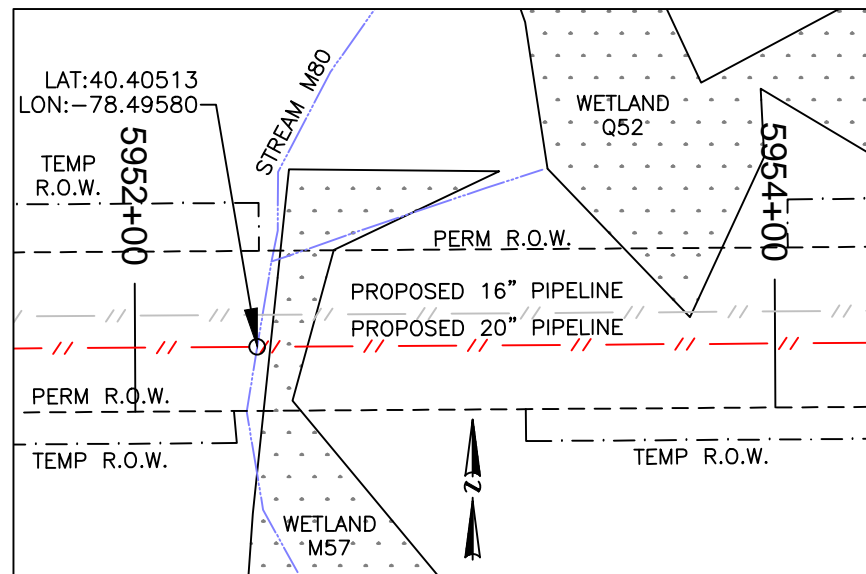 LAT:40.40513
LON:-78.49580
STREAM M80
WETLAND
Q52
5952+00
5954+00
TEMP
R.O.W.
PERM R.O.W.
PROPOSED 16" PIPELINE
PROPOSED 20" PIPELINE
PERM R.O.W.
TEMP R.O.W.
TEMP R.O.W.
N
WETLAND
M57